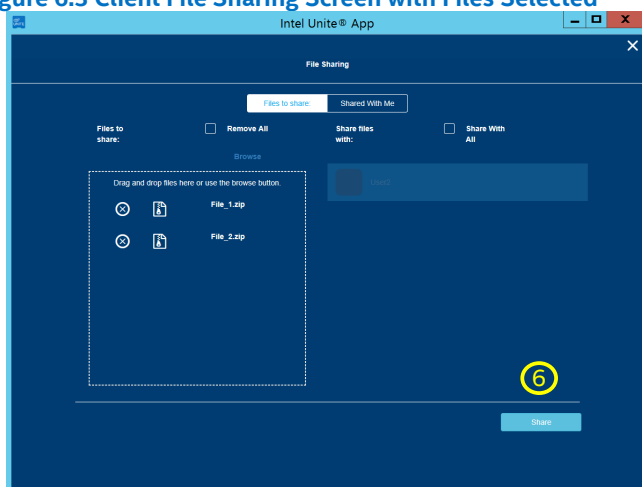 gure 6.5 Client File Sharing Screen with Files Selected
Intel Unite® App
X
File Sharing
Files to share: Shared With Me
Files to share: Remove All Share files with: Share With All
Browse
Drag and drop files here or use the browse button.
File_1.zip
File_2.zip
6
Share